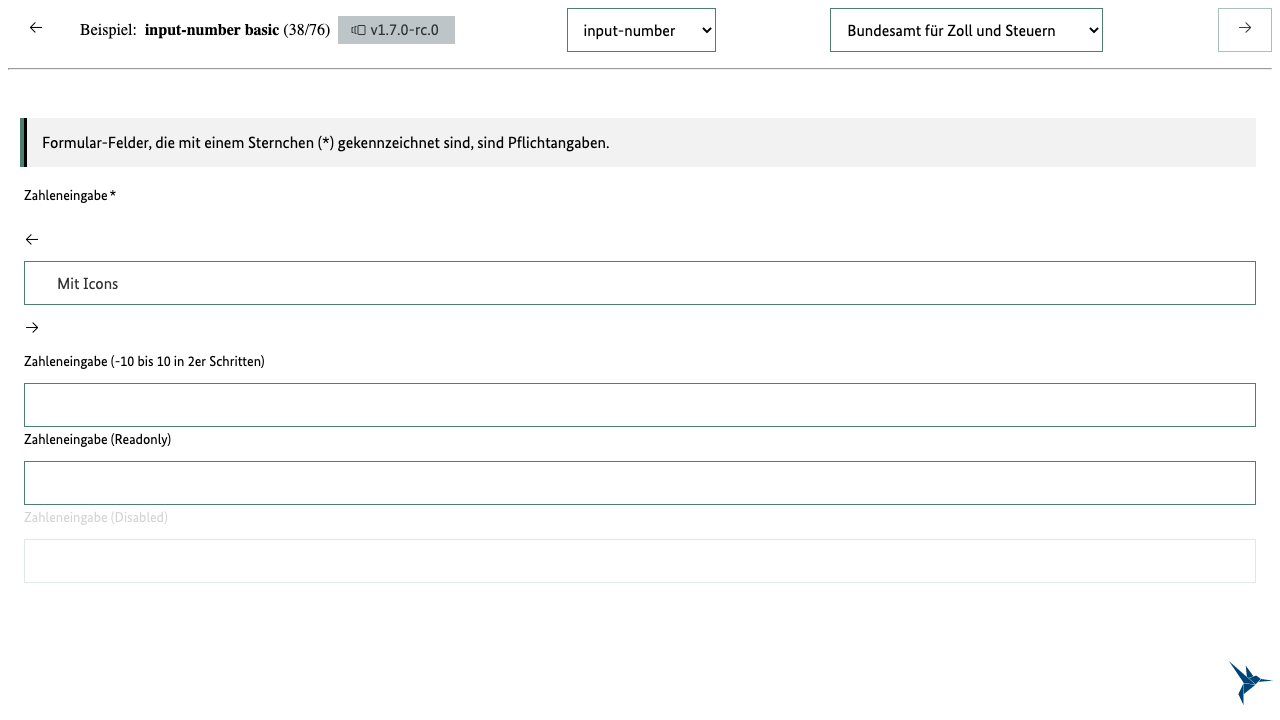 Beispiel: input-number basic (38/76) v1.7.0-rc.0 input-number Bundesamt für Zoll und Steuern
Formular-Felder, die mit einem Sternchen (*) gekennzeichnet sind, sind Pflichtangaben.
Zahleneingabe *
Mit Icons
Zahleneingabe (-10 bis 10 in 2er Schritten)
Zahleneingabe (Readonly)
Zahleneingabe (Disabled)